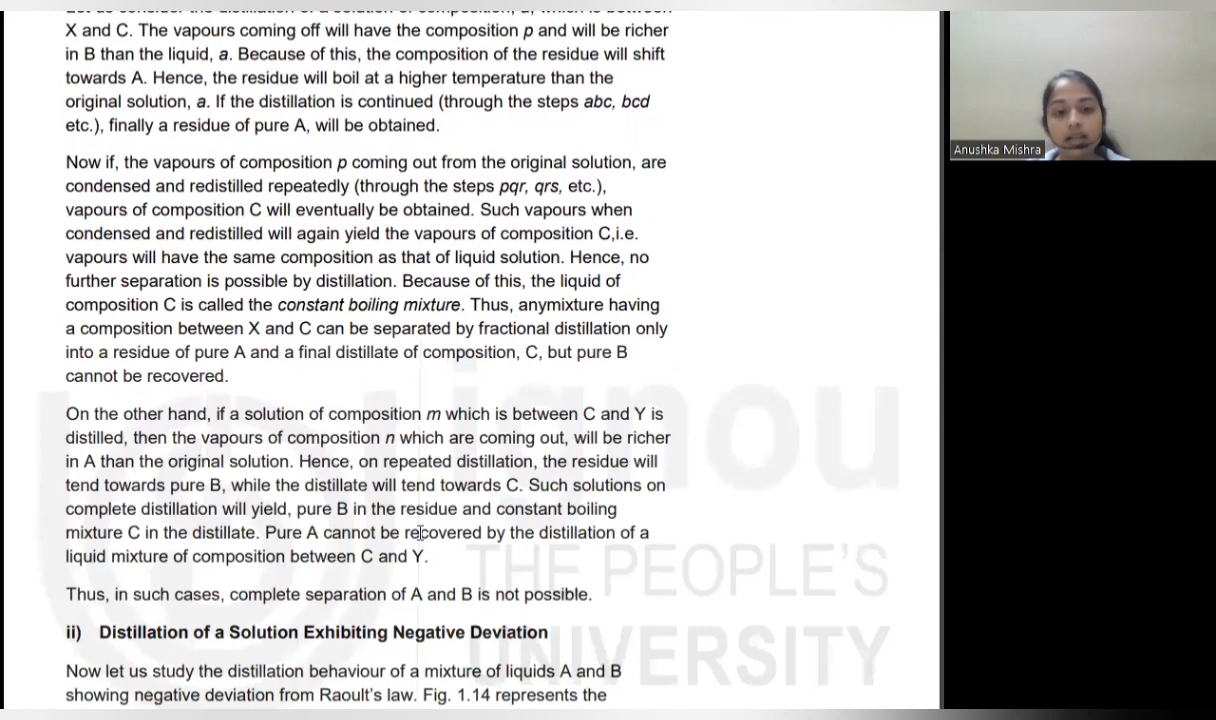 X and C. The vapours coming off will have the composition p and will be richer
in B than the liquid, a. Because of this, the composition of the residue will shift
towards A. Hence, the residue will boil at a higher temperature than the
original solution, a. If the distillation is continued (through the steps abc, bcd
etc.), finally a residue of pure A, will be obtained.
Now if, the vapours of composition p coming out from the original solution, are
condensed and redistilled repeatedly (through the steps pqr, qrs, etc.),
vapours of composition C will eventually be obtained. Such vapours when
condensed and redistilled will again yield the vapours of composition C,i.e.
vapours will have the same composition as that of liquid solution. Hence, no
further separation is possible by distillation. Because of this, the liquid of
composition C is called the constant boiling mixture. Thus, anymixture having
a composition between X and C can be separated by fractional distillation only
into a residue of pure A and a final distillate of composition, C, but pure B
cannot be recovered.
On the other hand, if a solution of composition m which is between C and Y is
distilled, then the vapours of composition n which are coming out, will be richer
in A than the original solution. Hence, on repeated distillation, the residue will
tend towards pure B, while the distillate will tend towards C. Such solutions on
complete distillation will yield, pure B in the residue and constant boiling
mixture C in the distillate. Pure A cannot be recovered by the distillation of a
liquid mixture of composition between C and Y.
Thus, in such cases, complete separation of A and B is not possible.
ii) Distillation of a Solution Exhibiting Negative Deviation
Now let us study the distillation behaviour of a mixture of liquids A and B
showing negative deviation from Raoult's law. Fig. 1.14 represents the
ignou
THE PEOPLE'S
UNIVERSITY
Anushka Mishra